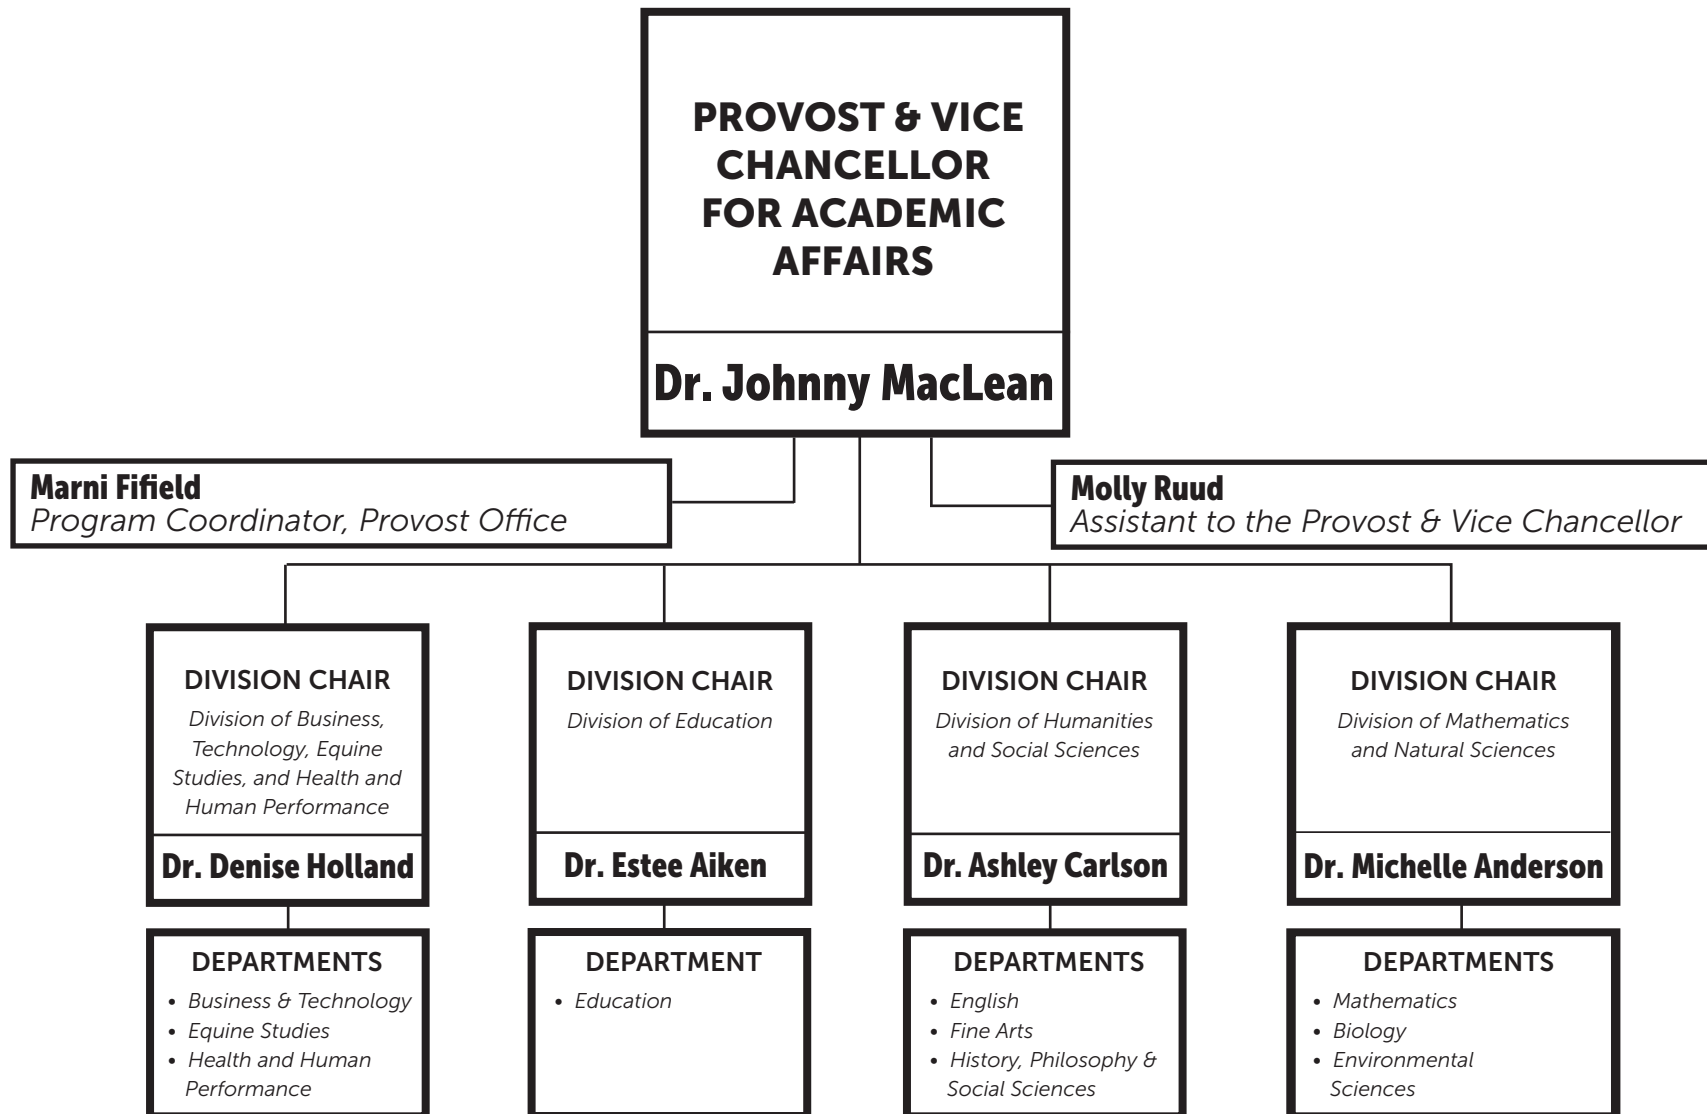 PROVOST & VICE
CHANCELLOR
FOR ACADEMIC
AFFAIRS
Dr. Johnny MacLean
Marni Fifield
Program Coordinator, Provost Office
Molly Ruud
Assistant to the Provost & Vice Chancellor
DIVISION CHAIR
Division of Business,
Technology, Equine
Studies, and Health and
Human Performance
Dr. Denise Holland
DIVISION CHAIR
Division of Education
Dr. Estee Aiken
DIVISION CHAIR
Division of Humanities
and Social Sciences
Dr. Ashley Carlson
DIVISION CHAIR
Division of Mathematics
and Natural Sciences
Dr. Michelle Anderson
DEPARTMENTS
• Business & Technology
• Equine Studies
• Health and Human
Performance
DEPARTMENT
• Education
DEPARTMENTS
• English
• Fine Arts
• History, Philosophy &
Social Sciences
DEPARTMENTS
• Mathematics
• Biology
• Environmental
Sciences